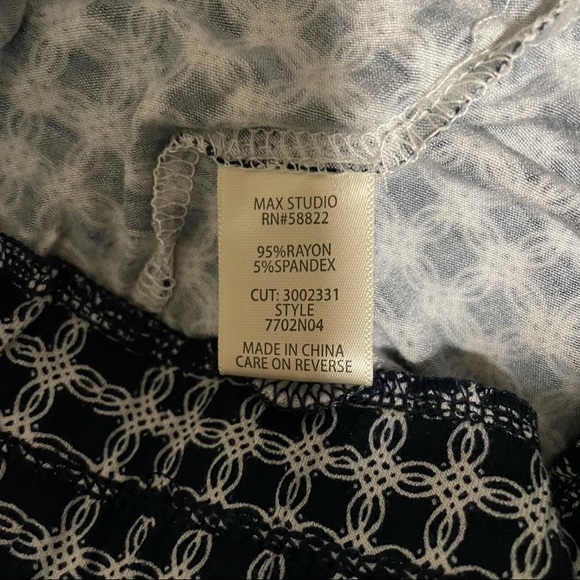 MAX STUDIO
RN#58822
95%RAYON
5%SPANDEX
CUT: 3002331
STYLE
7702N04
MADE IN CHINA
CARE ON REVERSE